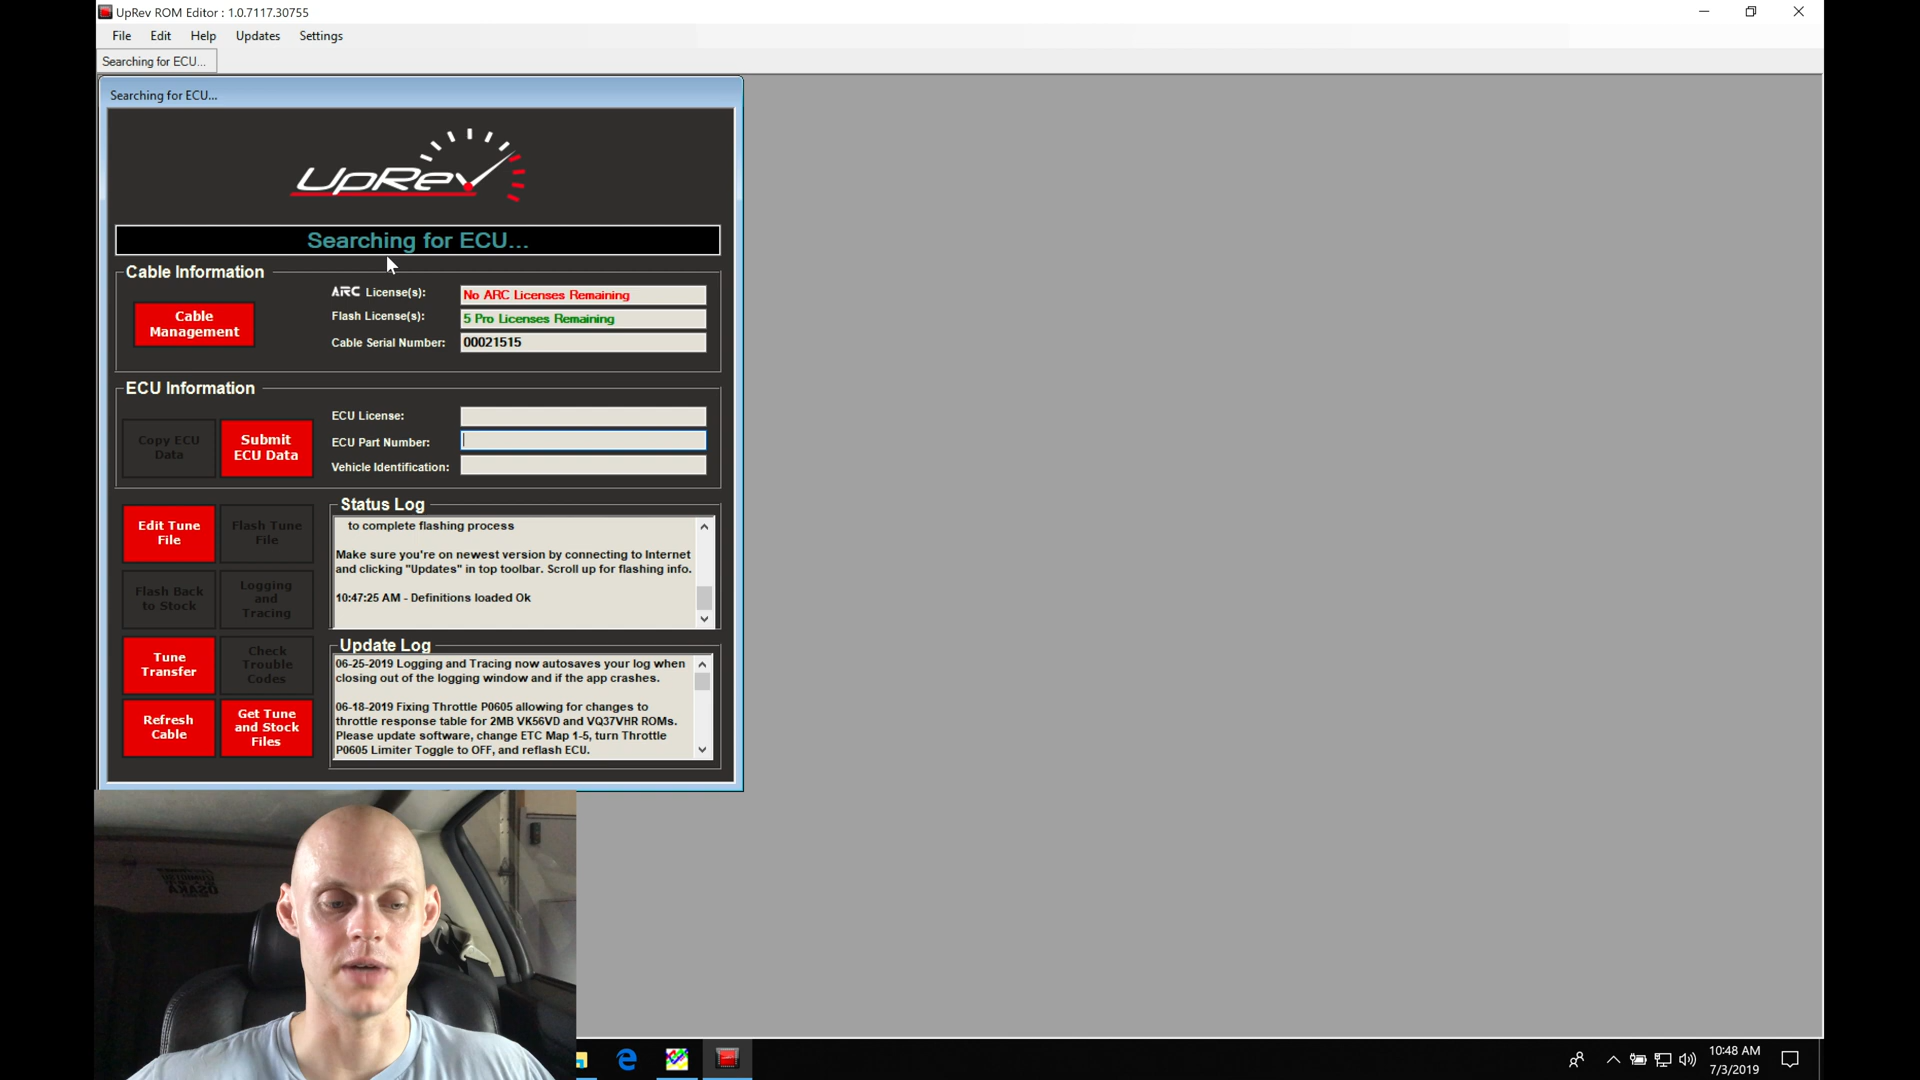 UpRev ROM Editor : 1.0.7117.30755
File Edit Help Updates Settings
Searching for ECU...
Searching for ECU...
UpRev
Searching for ECU...
Cable Information
Cable
Management
ARC License(s):
No ARC Licenses Remaining
Flash License(s):
5 Pro Licenses Remaining
Cable Serial Number:
00021515
ECU Information
Copy ECU
Data
Submit
ECU Data
ECU License:
ECU Part Number:
Vehicle Identification:
Edit Tune
File
Flash Tune
File
Flash Back
to Stock
Logging
and
Tracing
Tune
Transfer
Check
Trouble
Codes
Refresh
Cable
Get Tune
and Stock
Files
Status Log
to complete flashing process
Make sure you're on newest version by connecting to Internet
and clicking "Updates" in top toolbar. Scroll up for flashing info.
10:47:25 AM - Definitions loaded Ok
Update Log
06-25-2019 Logging and Tracing now autosaves your log when
closing out of the logging window and if the app crashes.
06-18-2019 Fixing Throttle P0605 allowing for changes to
throttle response table for 2MB VK56VD and VQ37VHR ROMs.
Please update software, change ETC Map 1-5, turn Throttle
P0605 Limiter Toggle to OFF, and reflash ECU.
10:48 AM
7/3/2019